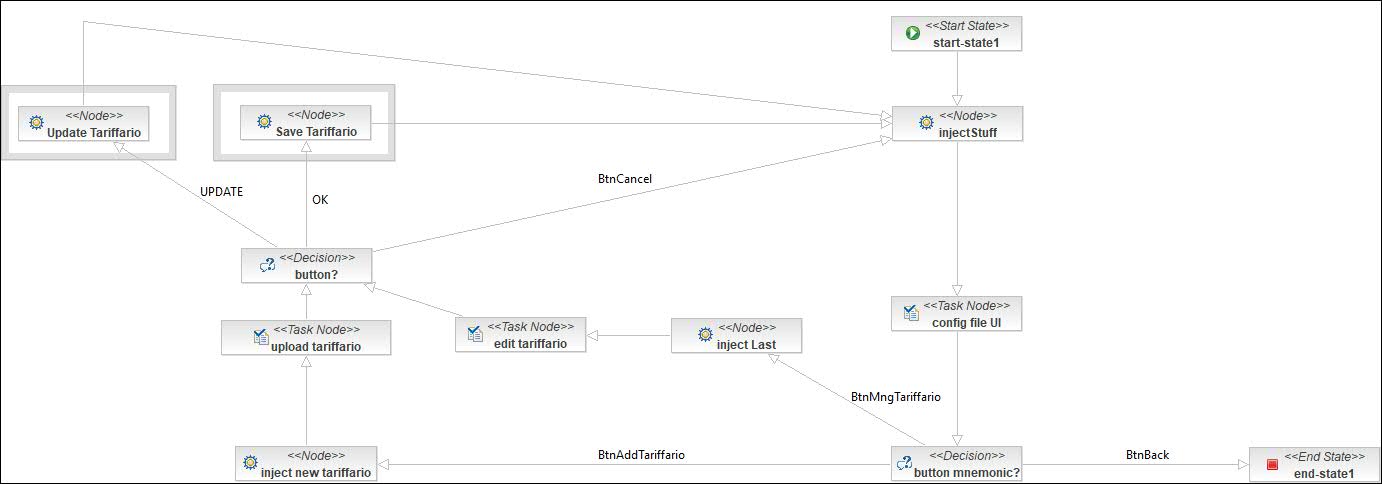 <<Start State>>
start-state1
<<Node>>
Update Tariffario
<<Node>>
Save Tariffario
<<Node>>
injectStuff
UPDATE
OK
BtnCancel
<<Decision>>
button?
<<Task Node>>
config file UI
<<Task Node>>
upload tariffario
<<Task Node>>
edit tariffario
<<Node>>
inject Last
BtnMngTariffario
<<Node>>
inject new tariffario
BtnAddTariffario
<<Decision>>
button mnemonic?
BtnBack
<<End State>>
end-state1